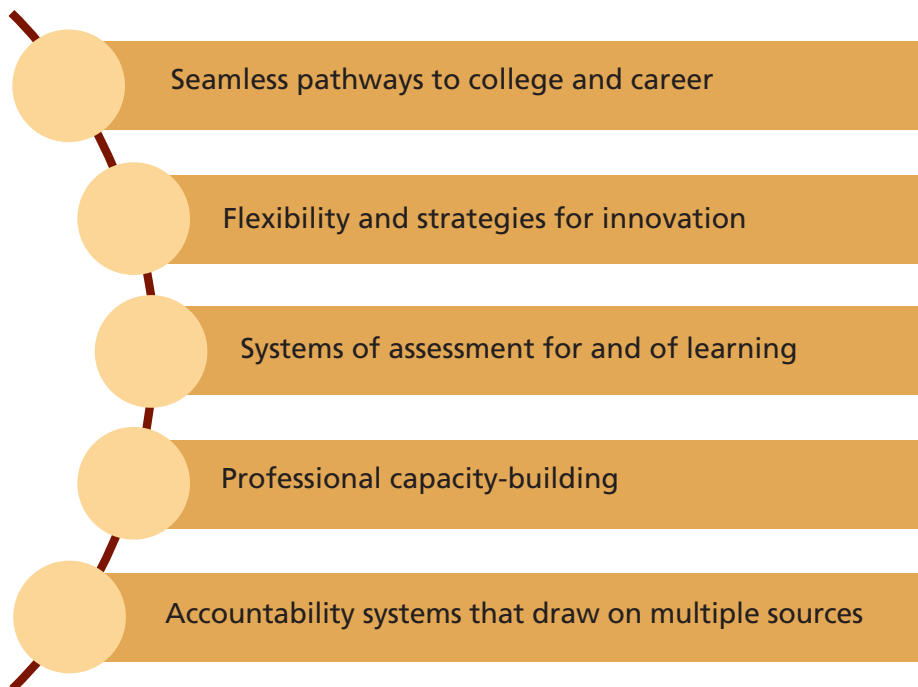 Seamless pathways to college and career
Flexibility and strategies for innovation
Systems of assessment for and of learning
Professional capacity-building
Accountability systems that draw on multiple sources